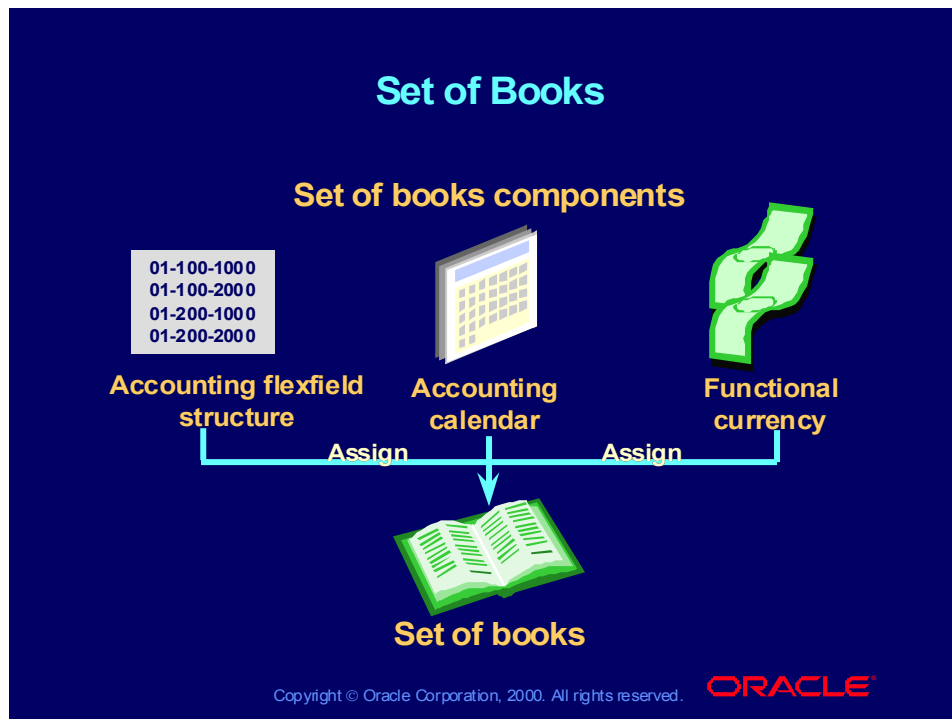 Set of Books
Set of books components
01-100-1000
01-100-2000
01-200-1000
01-200-2000
Accounting flexfield
structure
Accounting
calendar
Functional
currency
Assign
Assign
Set of books
Copyright © Oracle Corporation, 2000. All rights reserved.
ORACLE®